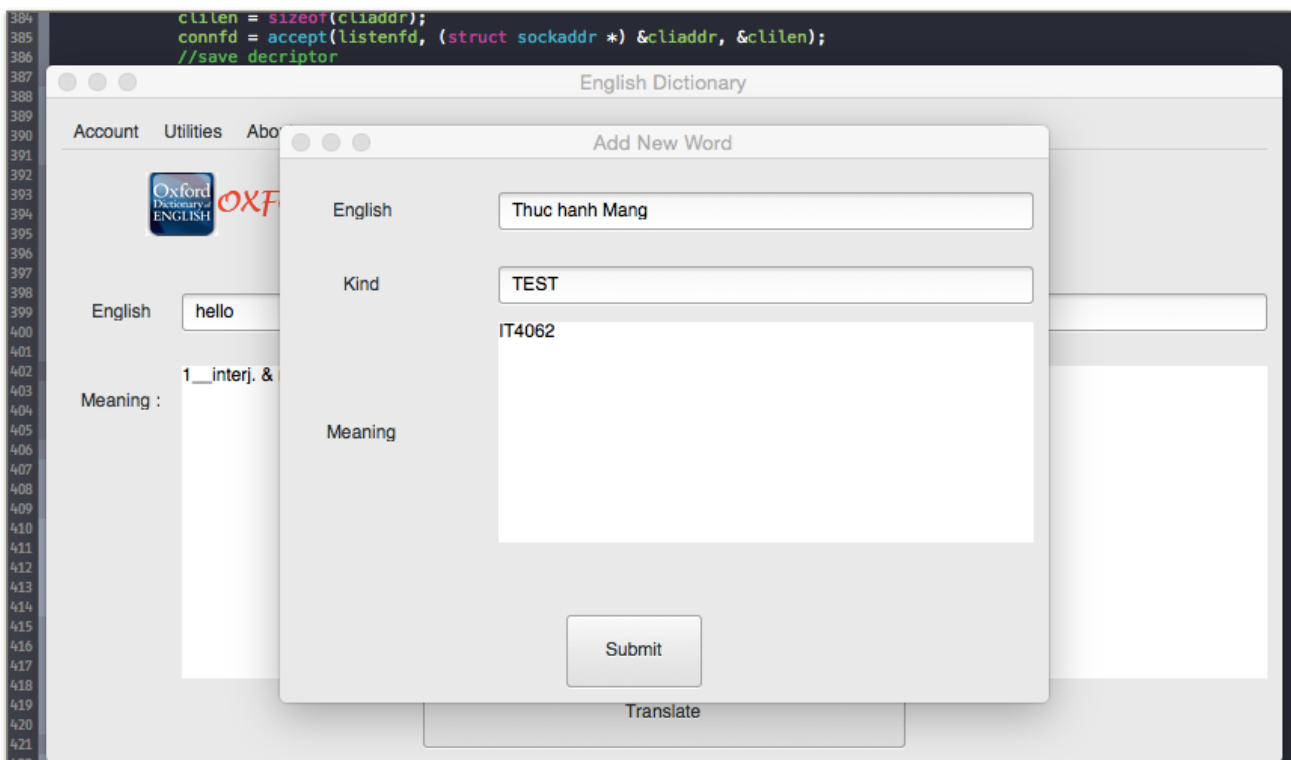 384 clilen = sizeof(cliaddr);
385 connfd = accept(listenfd, (struct sockaddr *) &cliaddr, &clilen);
386 //save decriptor
387
388
389
390
391
392
393
394
395
396
397
398
399
400
401
402
403
404
405
406
407
408
409
410
411
412
413
414
415
416
417
418
419
420
421
English Dictionary
Account Utilities Abo
Oxford
Dictionary of
ENGLISH
OXF
English hello
Meaning : 1__interj. &
Translate
Add New Word
English Thuc hanh Mang
Kind TEST
Meaning IT4062
Submit